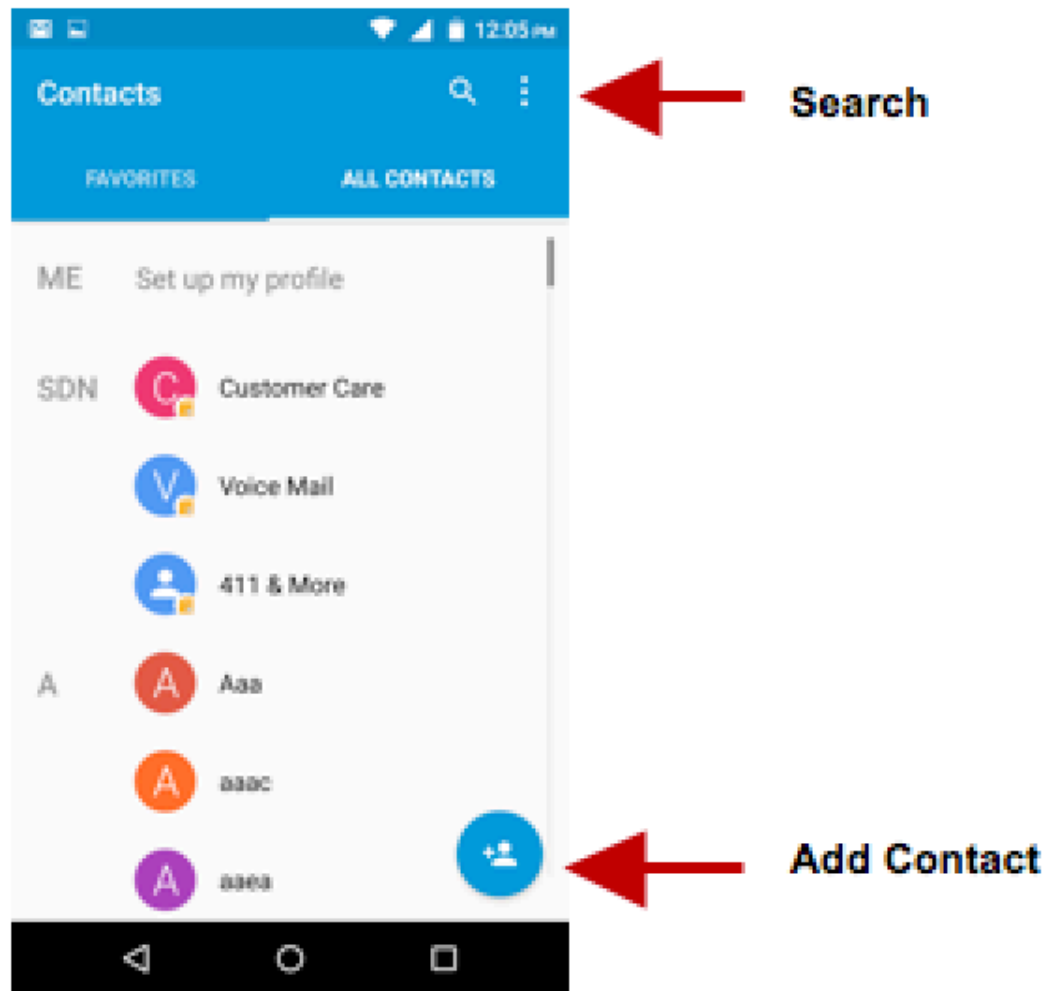 12:05 PM
Contacts
Search
FAVORITES ALL CONTACTS
ME Set up my profile
SDN C Customer Care
V Voice Mail
411 & More
A A Aaa
A aaac
A aaea
Add Contact